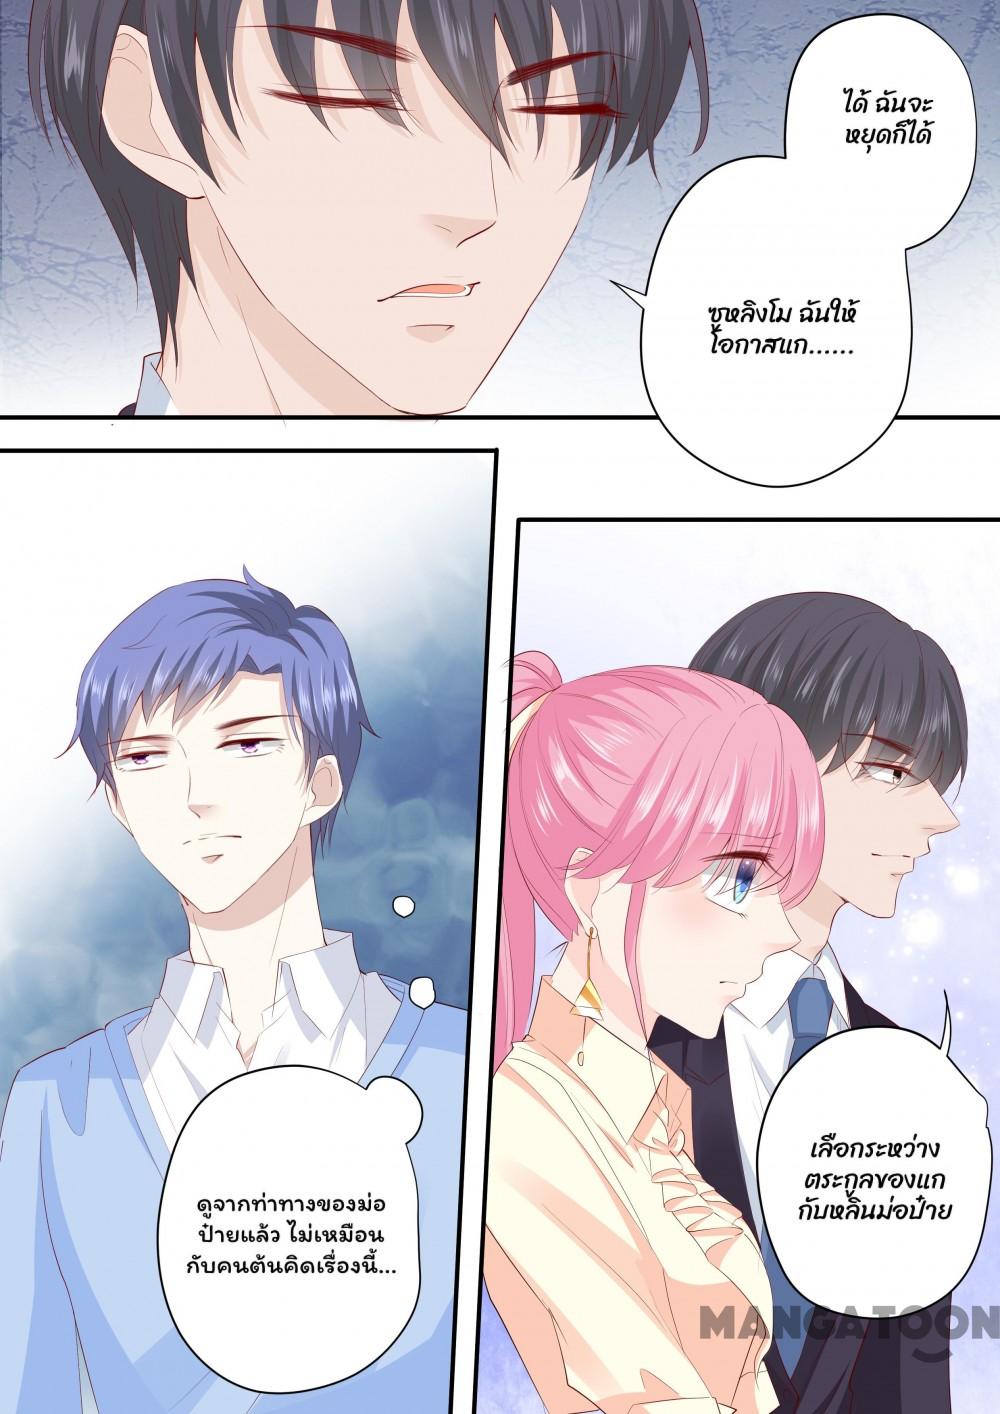 ได้ ฉันจะ
หยุดก็ได้
ซูหลิงโม ฉันให้
โอกาสแก......
เลือกระหว่าง
ตระกูลของแก
กับหลินม่อป๋าย
ดูจากท่าทางของม่อ
ป๋ายแล้ว ไม่เหมือน
กับคนต้นคิดเรื่องนี้...
MANGATOON